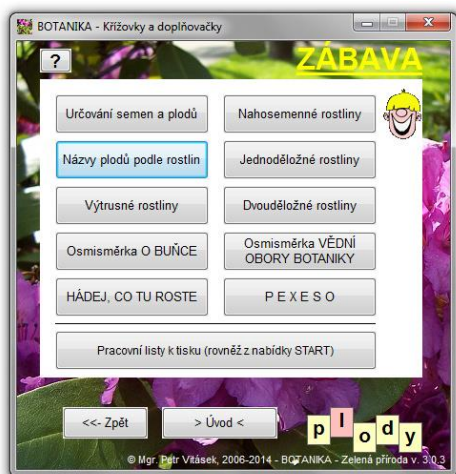 BOTANIKA - Křížovky a doplňovačky
?
ZÁBAVA
Určování semen a plodů
Nahosemenné rostliny
Názvy plodů podle rostlin
Jednoděložné rostliny
Výtrusné rostliny
Dvouděložné rostliny
Osmisměrka O BUŇCE
Osmisměrka VĚDNÍ
OBORY BOTANIKY
HÁDEJ, CO TU ROSTE
P E X E S O
Pracovní listy k tisku (rovněž z nabídky START)
<<- Zpět
> Úvod <
plody
© Mgr. Petr Vitásek, 2006-2014 - BOTANIKA - Zelená příroda v. 3.0.3